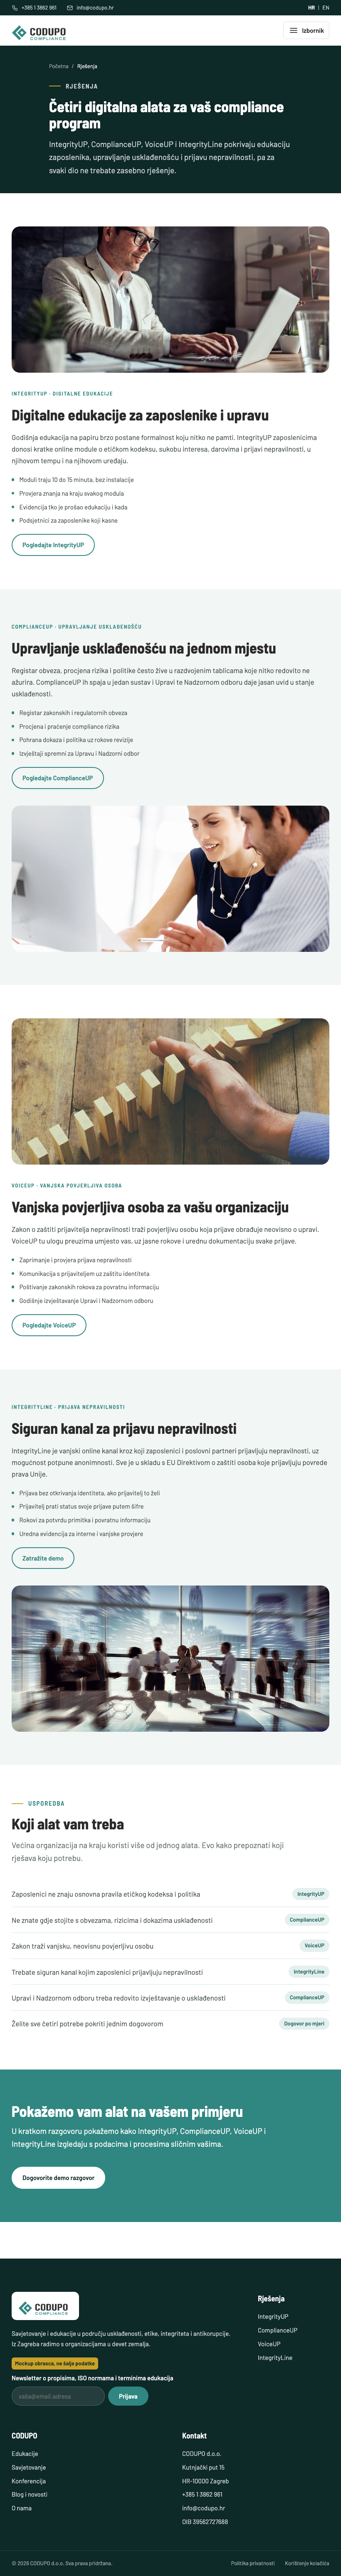 +385 1 3862 961 info@codupo.hr HR | EN
CODUPO
COMPLIANCE
Izbornik
Početna / Rješenja
RJEŠENJA
Četiri digitalna alata za vaš compliance
program
IntegrityUP, ComplianceUP, VoiceUP i IntegrityLine pokrivaju edukaciju
zaposlenika, upravljanje usklađenošću i prijavu nepravilnosti, pa za
svaki dio ne trebate zasebno rješenje.
INTEGRITYUP · DIGITALNE EDUKACIJE
Digitalne edukacije za zaposlenike i upravu
Godišnja edukacija na papiru brzo postane formalnost koju nitko ne pamti. IntegrityUP zaposlenicima
donosi kratke online module o etičkom kodeksu, sukobu interesa, darovima i prijavi nepravilnosti, u
njihovom tempu i na njihovom uređaju.
Moduli traju 10 do 15 minuta, bez instalacije
Provjera znanja na kraju svakog modula
Evidencija tko je prošao edukaciju i kada
Podsjetnici za zaposlenike koji kasne
Pogledajte IntegrityUP
COMPLIANCEUP · UPRAVLJANJE USKLAĐENOŠĆU
Upravljanje usklađenošću na jednom mjestu
Registar obveza, procjena rizika i politike često žive u razdvojenim tablicama koje nitko redovito ne
ažurira. ComplianceUP ih spaja u jedan sustav i Upravi te Nadzornom odboru daje jasan uvid u stanje
usklađenosti.
Registar zakonskih i regulatornih obveza
Procjena i praćenje compliance rizika
Pohrana dokaza i politika uz rokove revizije
Izvještaji spremni za Upravu i Nadzorni odbor
Pogledajte ComplianceUP
VOICEUP · VANJSKA POVJERLJIVA OSOBA
Vanjska povjerljiva osoba za vašu organizaciju
Zakon o zaštiti prijavitelja nepravilnosti traži povjerljivu osobu koja prijave obrađuje neovisno o upravi.
VoiceUP tu ulogu preuzima umjesto vas, uz jasne rokove i urednu dokumentaciju svake prijave.
Zaprimanje i provjera prijava nepravilnosti
Komunikacija s prijaviteljem uz zaštitu identiteta
Poštivanje zakonskih rokova za povratnu informaciju
Godišnje izvještavanje Upravi i Nadzornom odboru
Pogledajte VoiceUP
INTEGRITYLINE · PRIJAVA NEPRAVILNOSTI
Siguran kanal za prijavu nepravilnosti
IntegrityLine je vanjski online kanal kroz koji zaposlenici i poslovni partneri prijavljuju nepravilnosti, uz
mogućnost potpune anonimnosti. Sve je u skladu s EU Direktivom o zaštiti osoba koje prijavljuju povrede
prava Unije.
Prijava bez otkrivanja identiteta, ako prijavitelj to želi
Prijavitelj prati status svoje prijave putem šifre
Rokovi za potvrdu primitka i povratnu informaciju
Uredna evidencija za interne i vanjske provjere
Zatražite demo
USPOREDBA
Koji alat vam treba
Većina organizacija na kraju koristi više od jednog alata. Evo kako prepoznati koji
rješava koju potrebu.
Zaposlenici ne znaju osnovna pravila etičkog kodeksa i politika IntegrityUP
Ne znate gdje stojite s obvezama, rizicima i dokazima usklađenosti ComplianceUP
Zakon traži vanjsku, neovisnu povjerljivu osobu VoiceUP
Trebate siguran kanal kojim zaposlenici prijavljuju nepravilnosti IntegrityLine
Upravi i Nadzornom odboru treba redovito izvještavanje o usklađenosti ComplianceUP
Želite sve četiri potrebe pokriti jednim dogovorom Dogovor po mjeri
Pokažemo vam alat na vašem primjeru
U kratkom razgovoru pokažemo kako IntegrityUP, ComplianceUP, VoiceUP i
IntegrityLine izgledaju s podacima i procesima sličnim vašima.
Dogovorite demo razgovor
CODUPO
COMPLIANCE
Savjetovanje i edukacije u području usklađenosti, etike, integriteta i antikorupcije.
Iz Zagreba radimo s organizacijama u devet zemalja.
Mockup obrasca, ne šalje podatke
Newsletter o propisima, ISO normama i terminima edukacija
vaša@email.adresa Prijava
Rješenja
IntegrityUP
ComplianceUP
VoiceUP
IntegrityLine
CODUPO
Edukacije
Savjetovanje
Konferencija
Blog i novosti
O nama
Kontakt
CODUPO d.o.o.
Kutnjački put 15
HR-10000 Zagreb
+385 1 3862 961
info@codupo.hr
OIB 39562727688
© 2026 CODUPO d.o.o. Sva prava pridržana. Politika privatnosti Korištenje kolačića